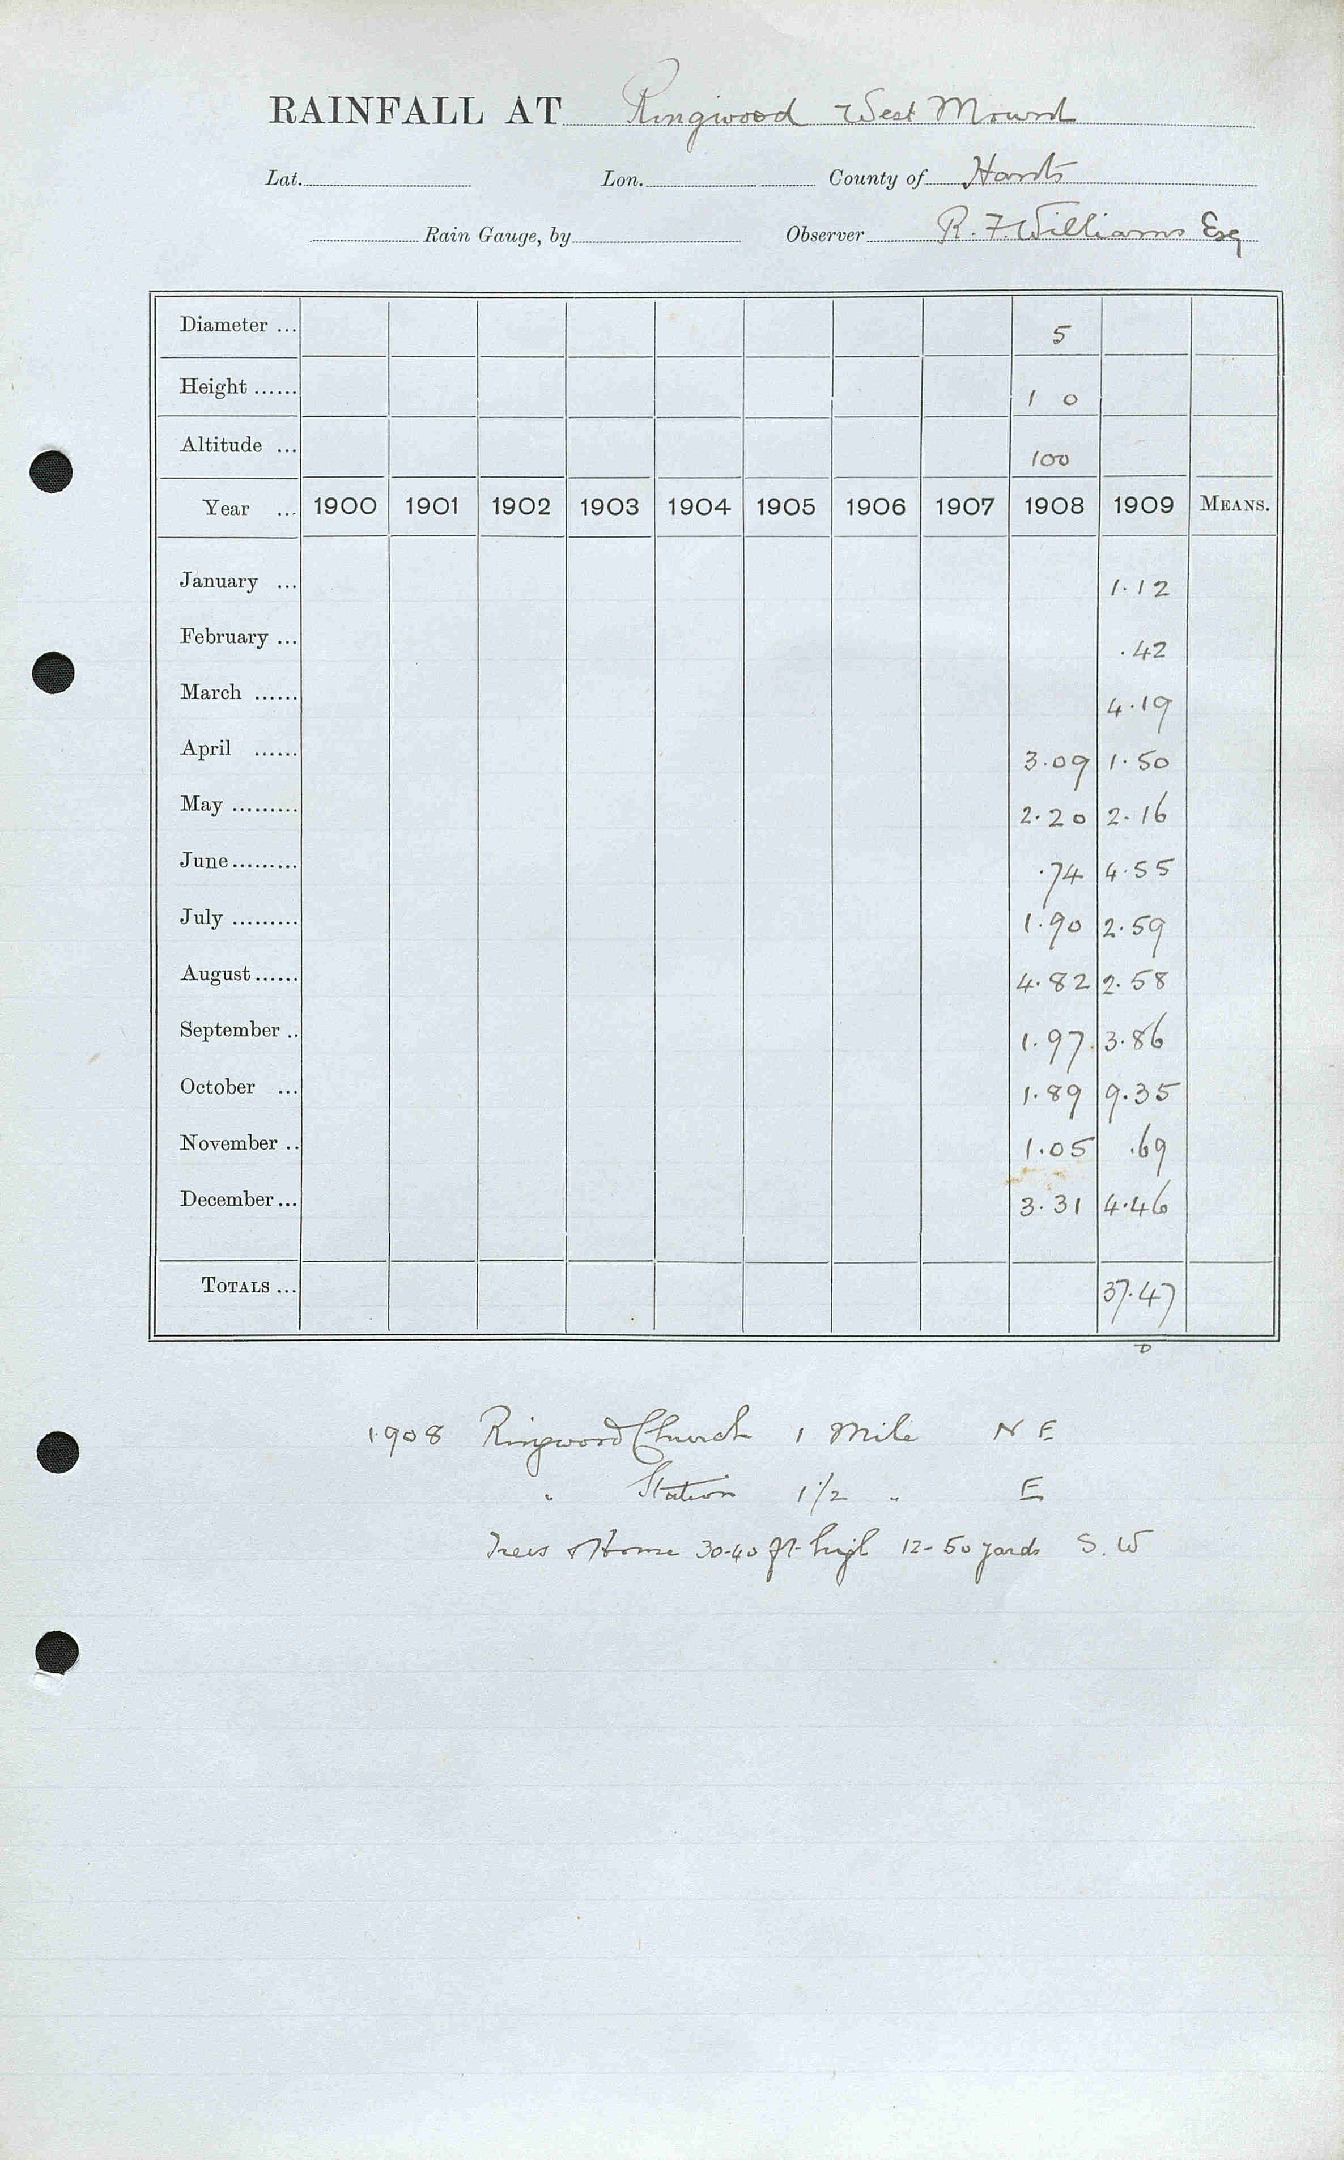 RAINFALL AT Ringwood West Mount
Lat. Lon. County of Hants
Rain Gauge, by Observer R. F. Williams Esq
Diameter ... 5
Height ...... 1 0
Altitude ... 100
Year ... 1900 1901 1902 1903 1904 1905 1906 1907 1908 1909 MEANS.
January ... 1.12
February ... .42
March ...... 4.19
April ...... 3.09 1.50
May ......... 2.20 2.16
June ......... .74 4.55
July ......... 1.90 2.59
August ...... 4.82 2.58
September .. 1.97 3.86
October ... 1.89 9.35
November .. 1.05 .69
December ... 3.31 4.46
TOTALS ... 37.47
1908 Ringwood Church 1 Mile N E
" Station 1 1/2 " E
Trees & House 30-40 ft high 12-50 yards S. W